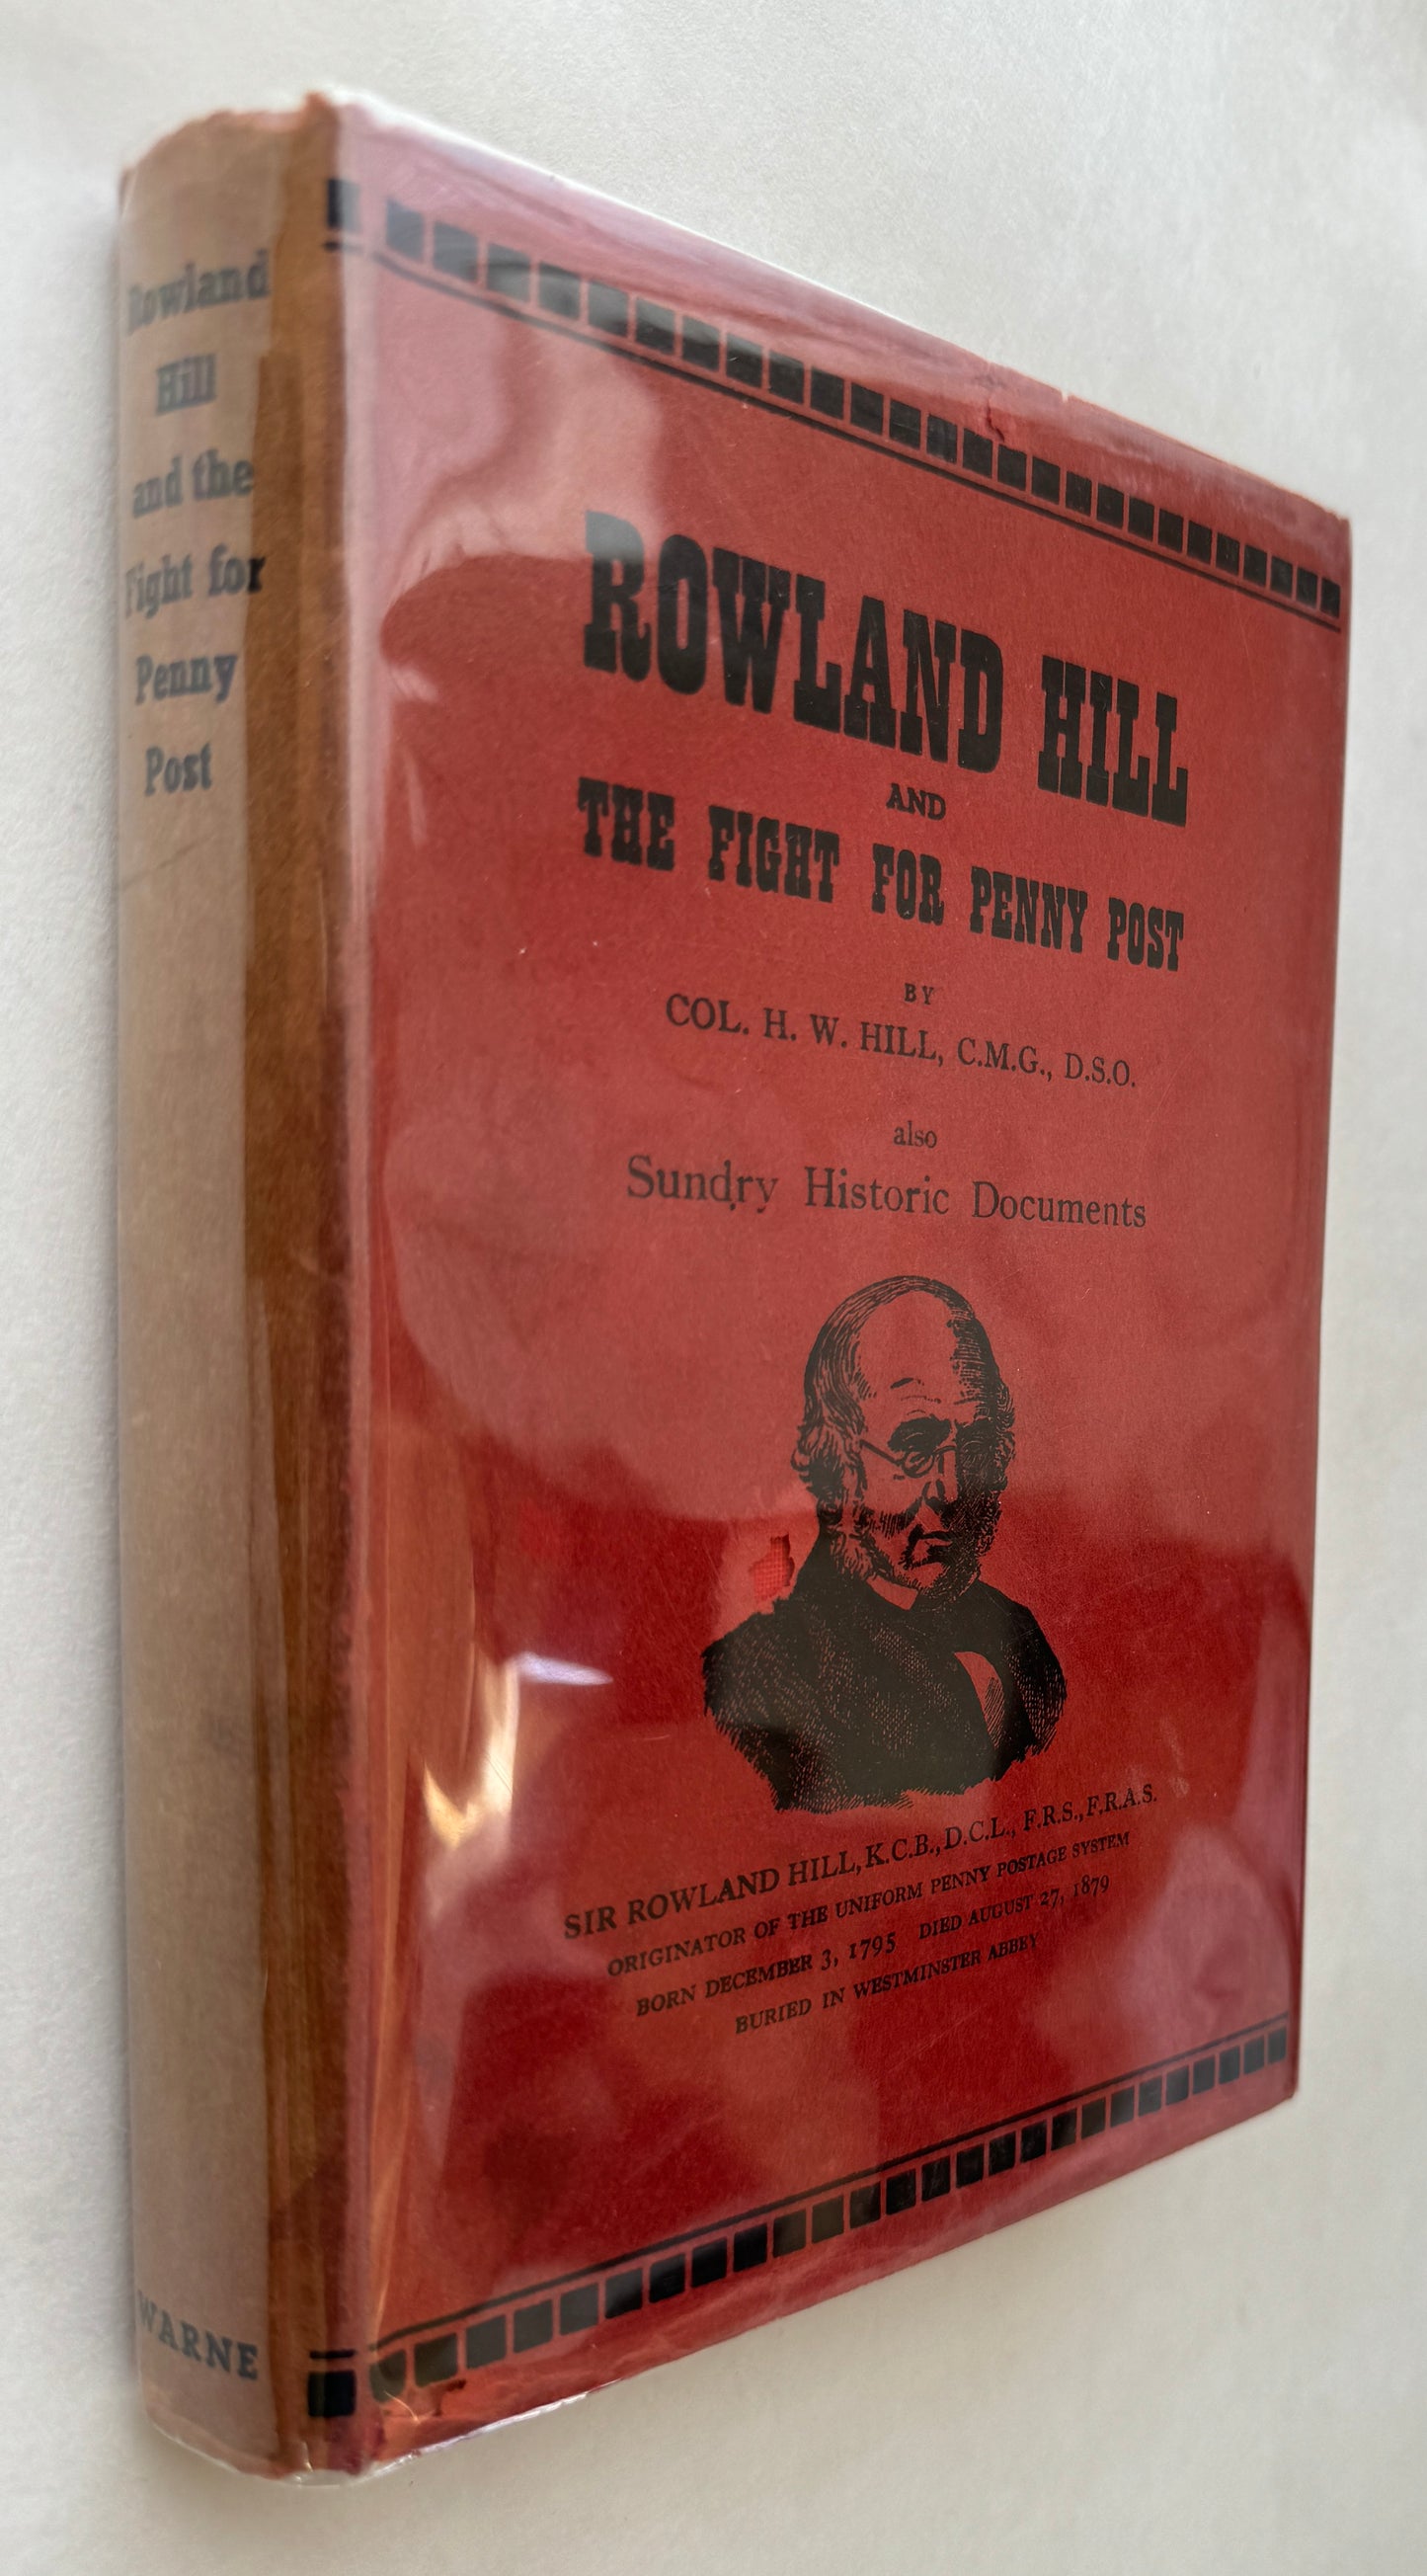 Rowland
Hill
and the
Fight for
Penny
Post
WARNE
ROWLAND HILL
AND
THE FIGHT FOR PENNY POST
BY
COL. H. W. HILL, C.M.G., D.S.O.
also
Sundry Historic Documents
SIR ROWLAND HILL, K.C.B., D.C.L., F.R.S., F.R.A.S.
ORIGINATOR OF THE UNIFORM PENNY POSTAGE SYSTEM
BORN DECEMBER 3, 1795 DIED AUGUST 27, 1879
BURIED IN WESTMINSTER ABBEY